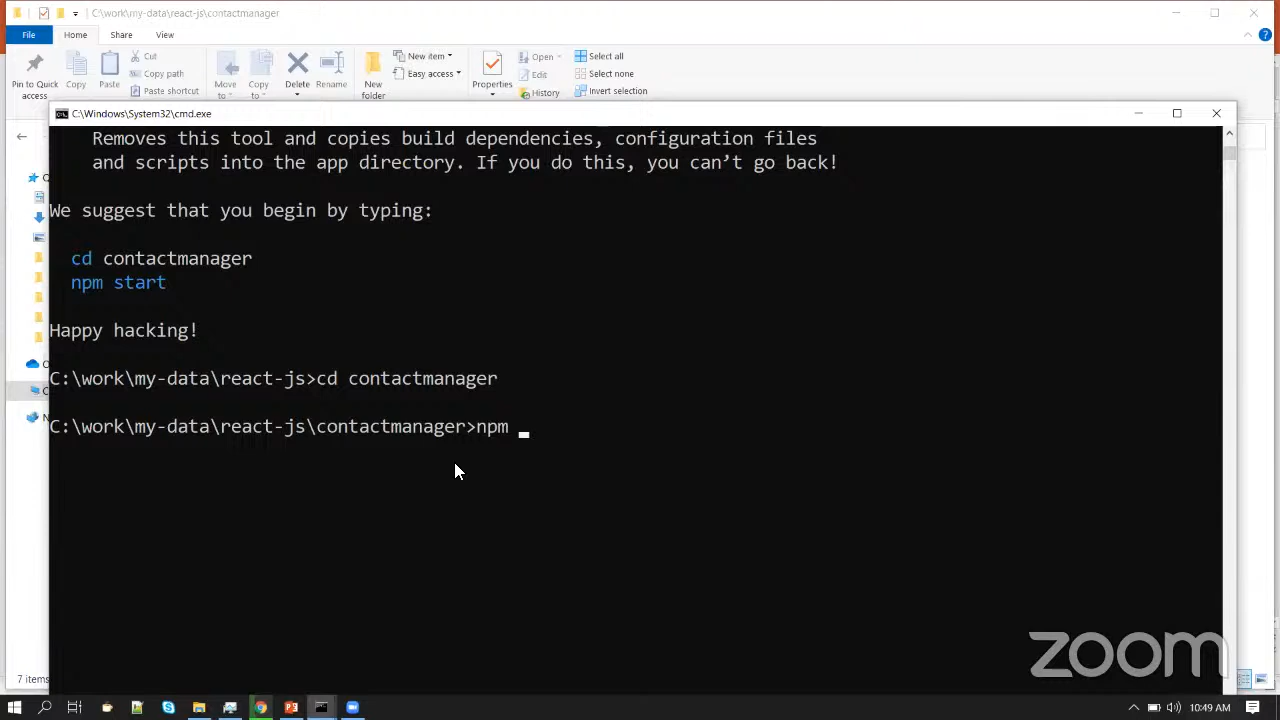 C:\work\my-data\react-js\contactmanager
File Home Share View
Pin to Quick access
Copy
Paste
Cut
Copy path
Paste shortcut
Move to
Copy to
Delete
Rename
New folder
New item
Easy access
Properties
Open
Edit
History
Select all
Select none
Invert selection
C:\Windows\System32\cmd.exe
Removes this tool and copies build dependencies, configuration files
and scripts into the app directory. If you do this, you can’t go back!
We suggest that you begin by typing:
cd contactmanager
npm start
Happy hacking!
C:\work\my-data\react-js>cd contactmanager
C:\work\my-data\react-js\contactmanager>npm
zoom
7 items
10:49 AM